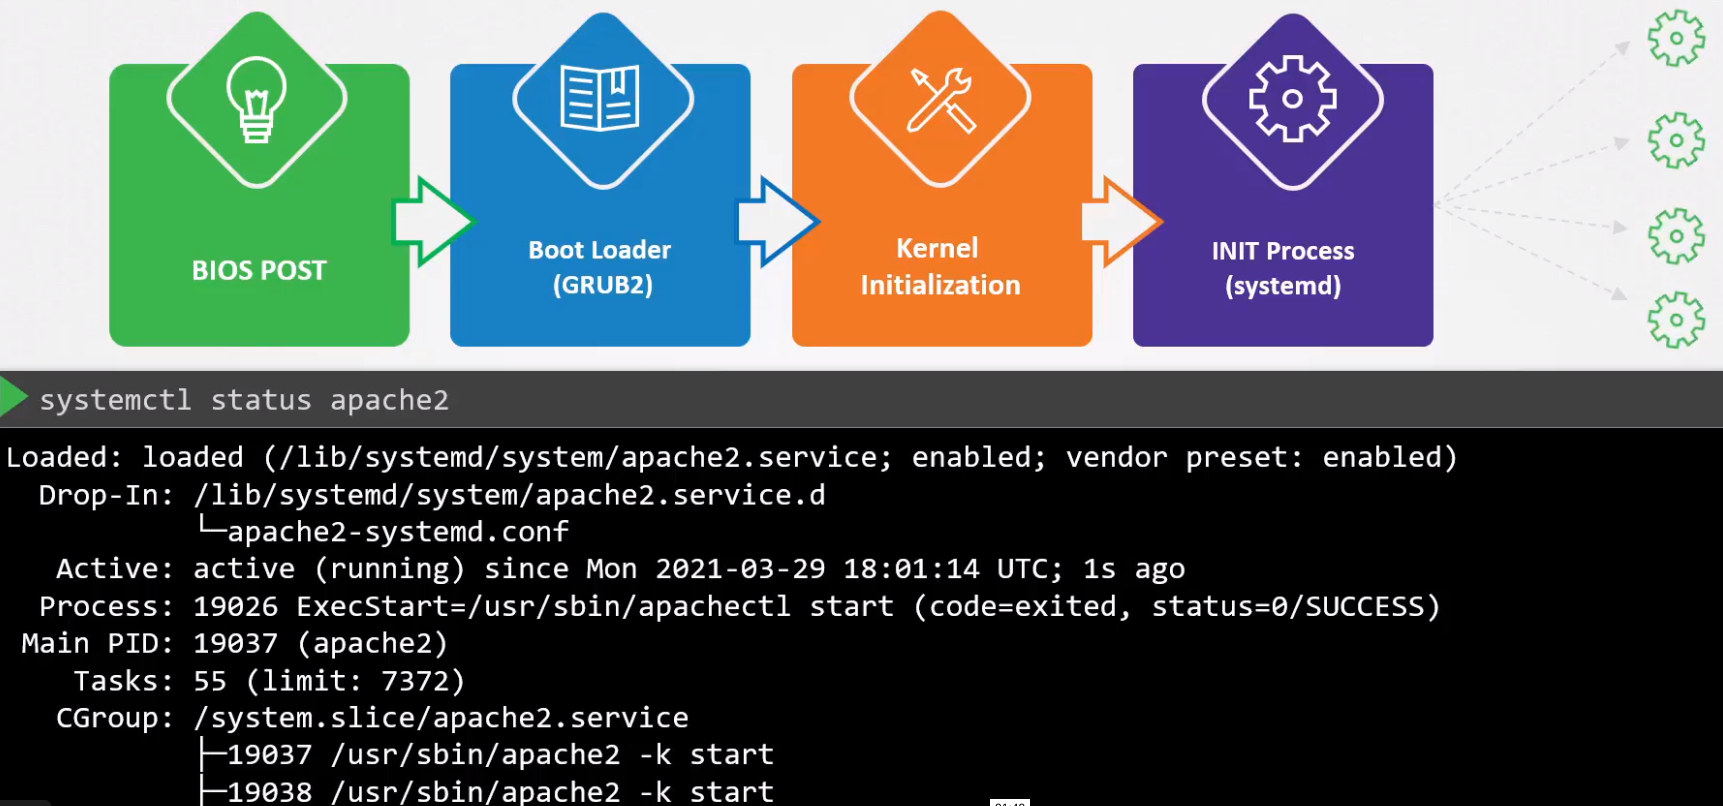 BIOS POST
Boot Loader
(GRUB2)
Kernel
Initialization
INIT Process
(systemd)
systemctl status apache2
Loaded: loaded (/lib/systemd/system/apache2.service; enabled; vendor preset: enabled)
Drop-In: /lib/systemd/system/apache2.service.d
└─apache2-systemd.conf
Active: active (running) since Mon 2021-03-29 18:01:14 UTC; 1s ago
Process: 19026 ExecStart=/usr/sbin/apachectl start (code=exited, status=0/SUCCESS)
Main PID: 19037 (apache2)
Tasks: 55 (limit: 7372)
CGroup: /system.slice/apache2.service
├─19037 /usr/sbin/apache2 -k start
├─19038 /usr/sbin/apache2 -k start